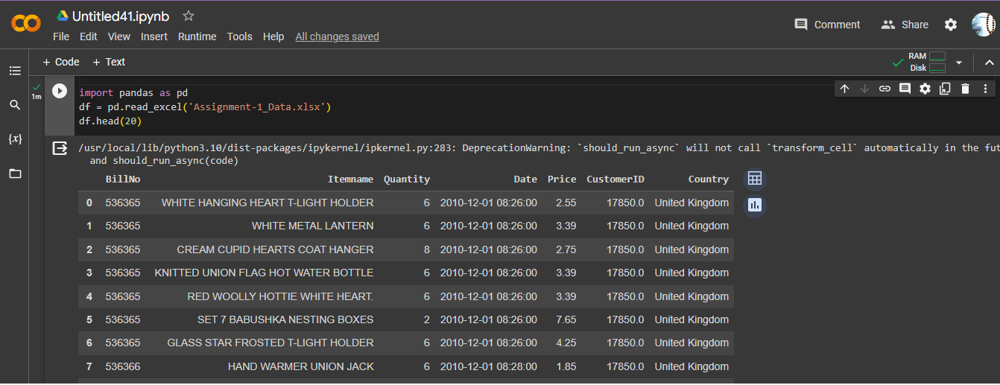 Untitled41.ipynb
File Edit View Insert Runtime Tools Help All changes saved
Comment Share
+ Code + Text
RAM
Disk
1m
import pandas as pd
df = pd.read_excel('Assignment-1_Data.xlsx')
df.head(20)
{x}
/usr/local/lib/python3.10/dist-packages/ipykernel/ipkernel.py:283: DeprecationWarning: `should_run_async` will not call `transform_cell` automatically in the fut
and should_run_async(code)
BillNo Itemname Quantity Date Price CustomerID Country
0 536365 WHITE HANGING HEART T-LIGHT HOLDER 6 2010-12-01 08:26:00 2.55 17850.0 United Kingdom
1 536365 WHITE METAL LANTERN 6 2010-12-01 08:26:00 3.39 17850.0 United Kingdom
2 536365 CREAM CUPID HEARTS COAT HANGER 8 2010-12-01 08:26:00 2.75 17850.0 United Kingdom
3 536365 KNITTED UNION FLAG HOT WATER BOTTLE 6 2010-12-01 08:26:00 3.39 17850.0 United Kingdom
4 536365 RED WOOLLY HOTTIE WHITE HEART. 6 2010-12-01 08:26:00 3.39 17850.0 United Kingdom
5 536365 SET 7 BABUSHKA NESTING BOXES 2 2010-12-01 08:26:00 7.65 17850.0 United Kingdom
6 536365 GLASS STAR FROSTED T-LIGHT HOLDER 6 2010-12-01 08:26:00 4.25 17850.0 United Kingdom
7 536366 HAND WARMER UNION JACK 6 2010-12-01 08:28:00 1.85 17850.0 United Kingdom